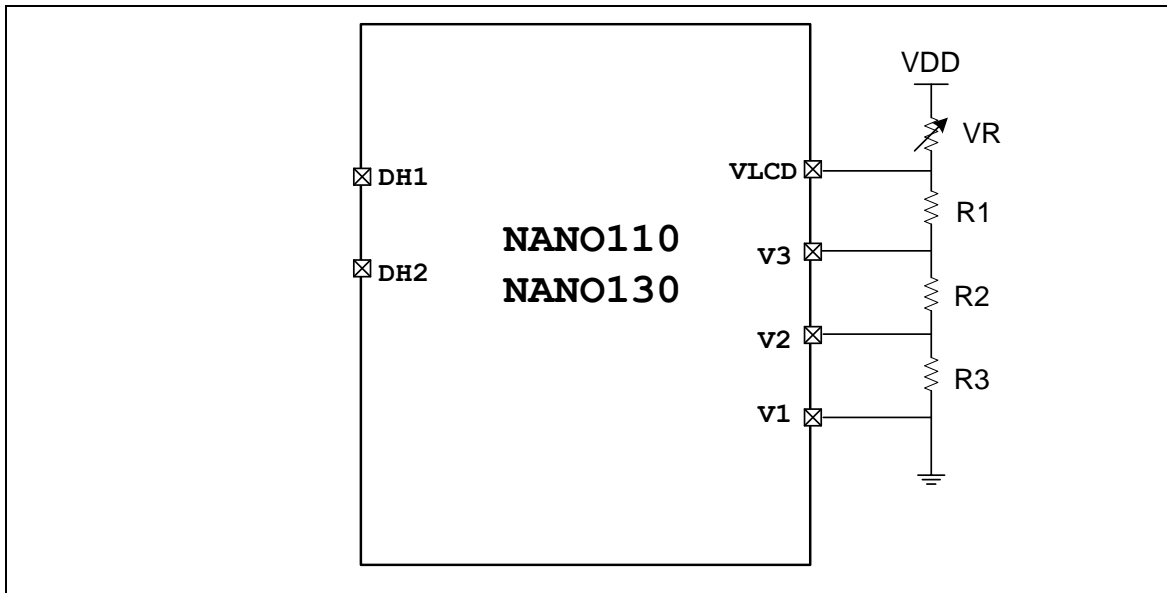 VDD
VR
DH1
VLCD
R1
NANO110
V3
DH2
NANO130
R2
V2
R3
V1